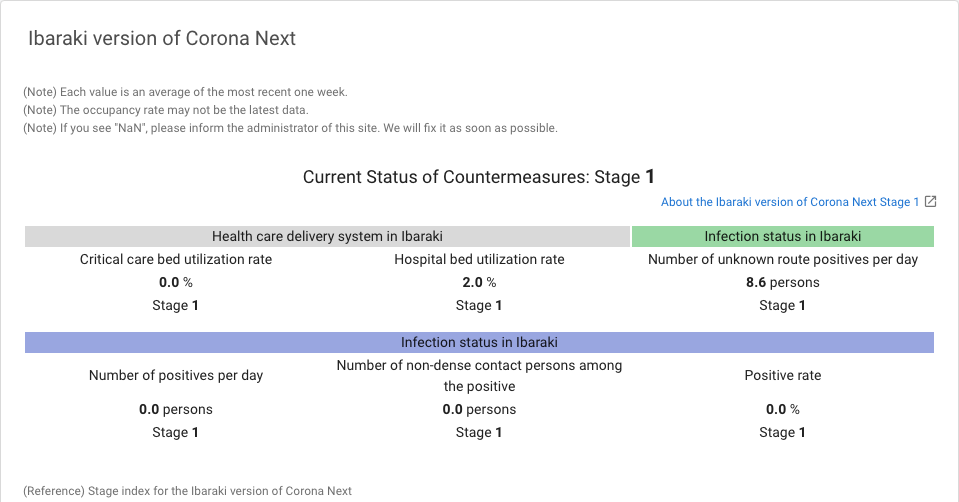 Ibaraki version of Corona Next
(Note) Each value is an average of the most recent one week.
(Note) The occupancy rate may not be the latest data.
(Note) If you see "NaN", please inform the administrator of this site. We will fix it as soon as possible.
Current Status of Countermeasures: Stage 1
About the Ibaraki version of Corona Next Stage 1
Health care delivery system in Ibaraki Infection status in Ibaraki
Critical care bed utilization rate Hospital bed utilization rate Number of unknown route positives per day
0.0 % 2.0 % 8.6 persons
Stage 1 Stage 1 Stage 1
Infection status in Ibaraki
Number of positives per day Number of non-dense contact persons among
the positive Positive rate
0.0 persons 0.0 persons 0.0 %
Stage 1 Stage 1 Stage 1
(Reference) Stage index for the Ibaraki version of Corona Next